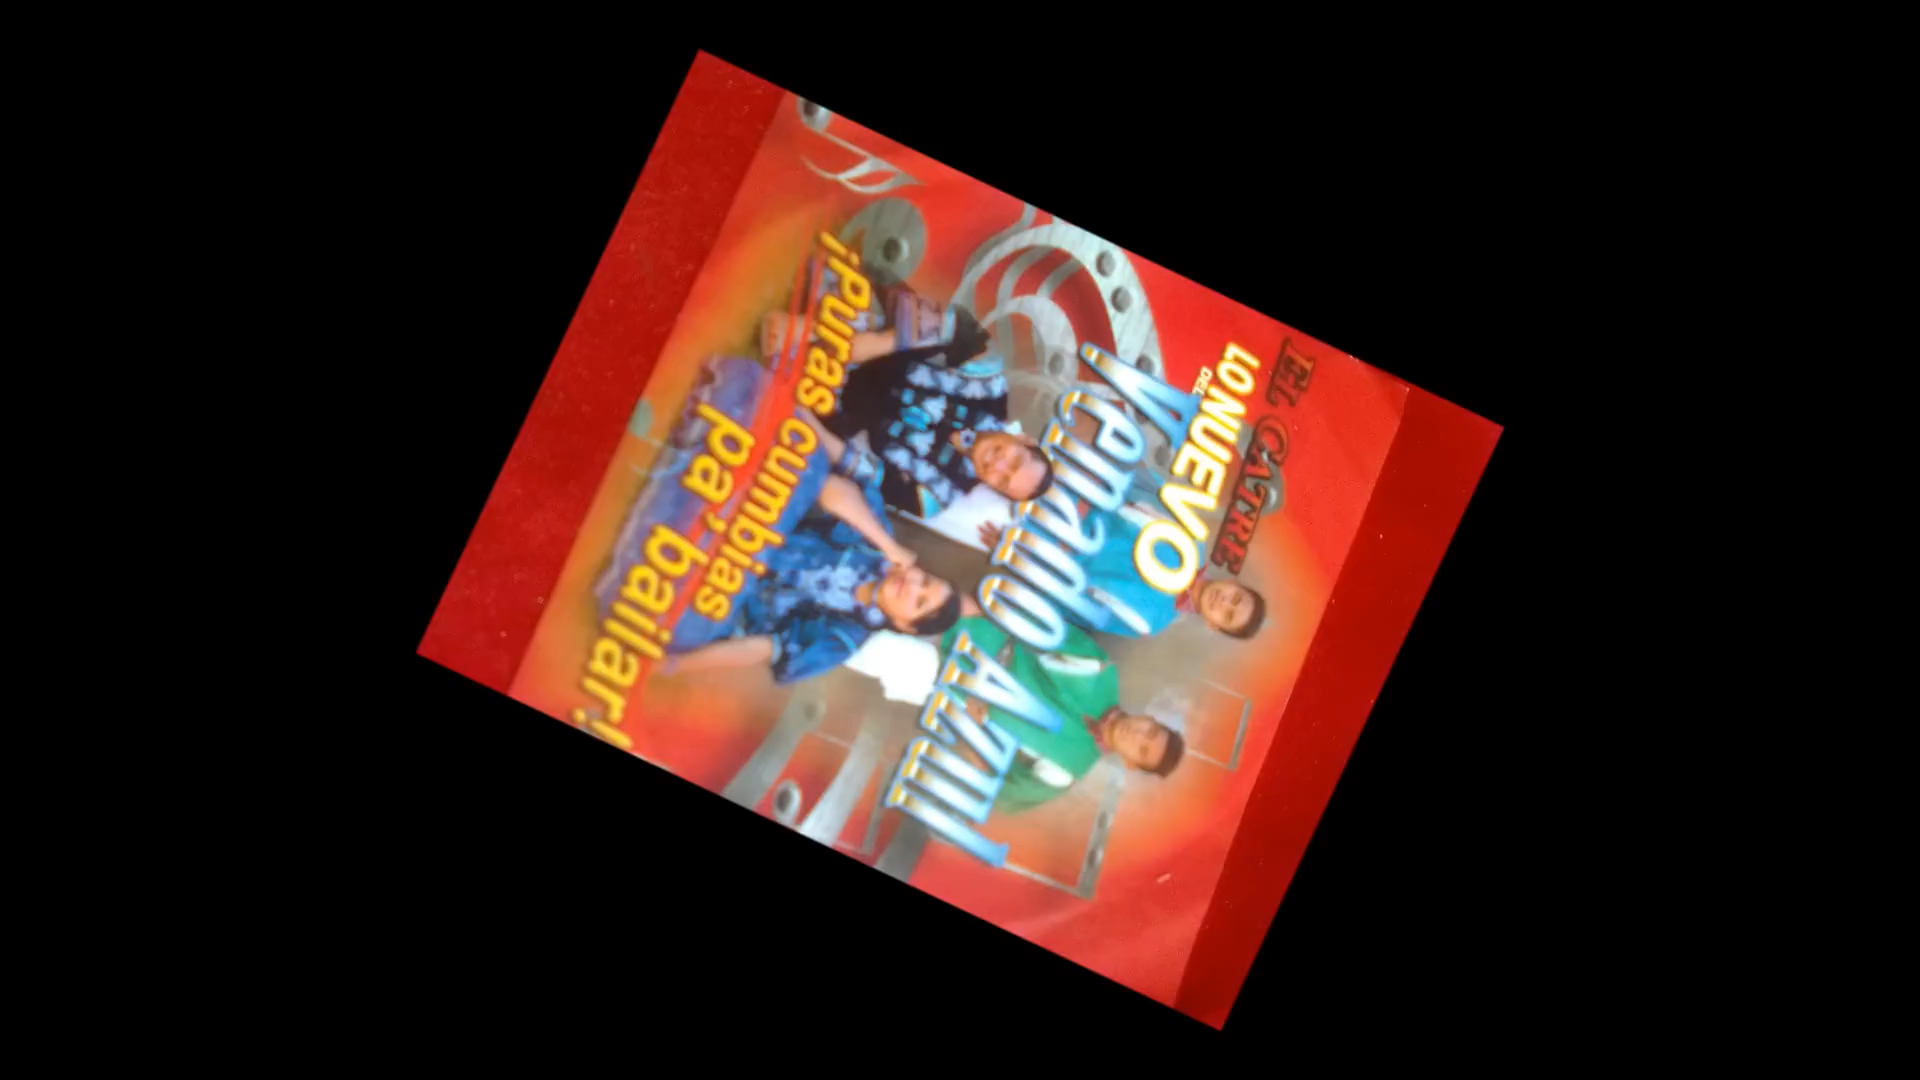 EL CATRE
LO NUEVO
DEL
Venado Azul
¡Puras cumbias
pa' bailar!